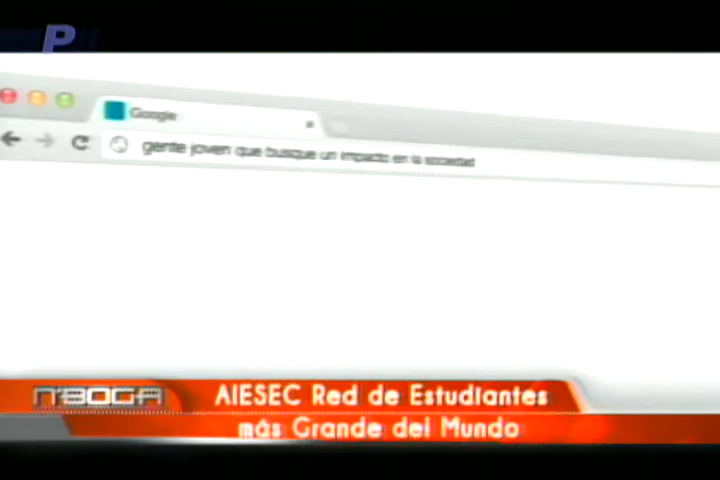 P
Google
gente joven que busque un impacto en la sociedad
N'BOGA
AIESEC Red de Estudiantes
más Grande del Mundo